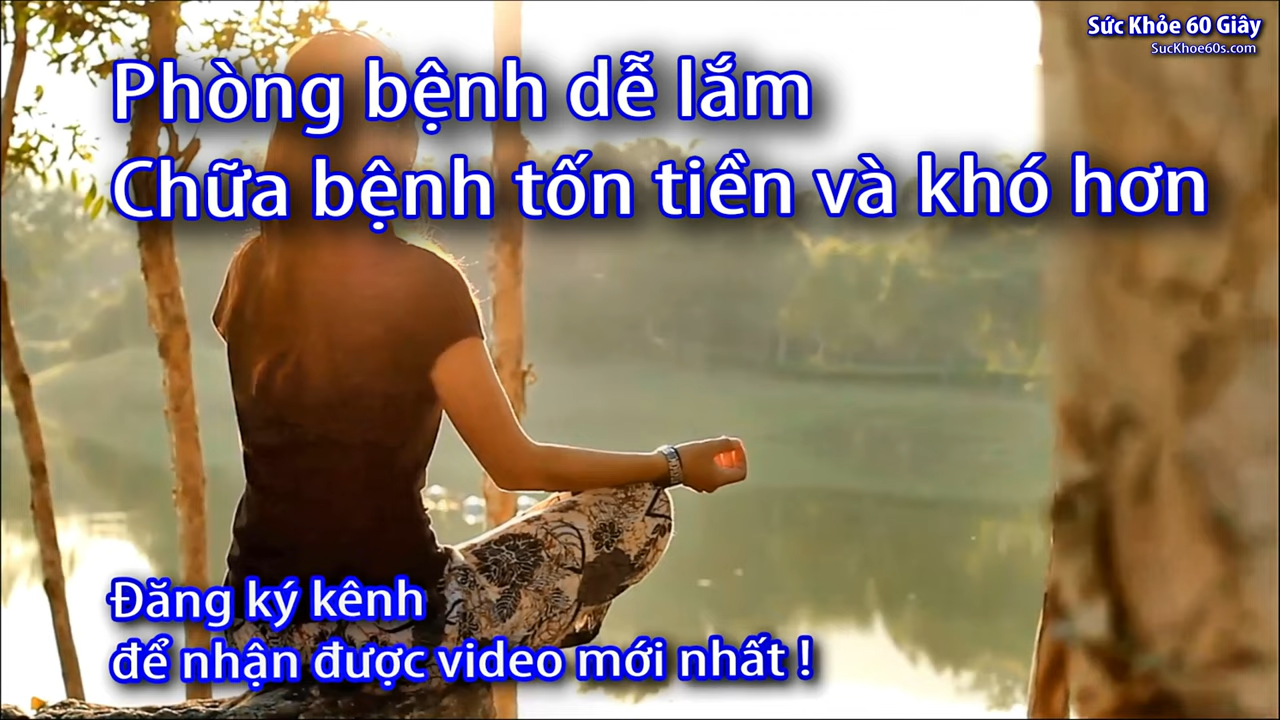 Sức Khỏe 60 Giây
SucKhoe60s.com
Phòng bệnh dễ lắm
Chữa bệnh tốn tiền và khó hơn
Đăng ký kênh
để nhận được video mới nhất !